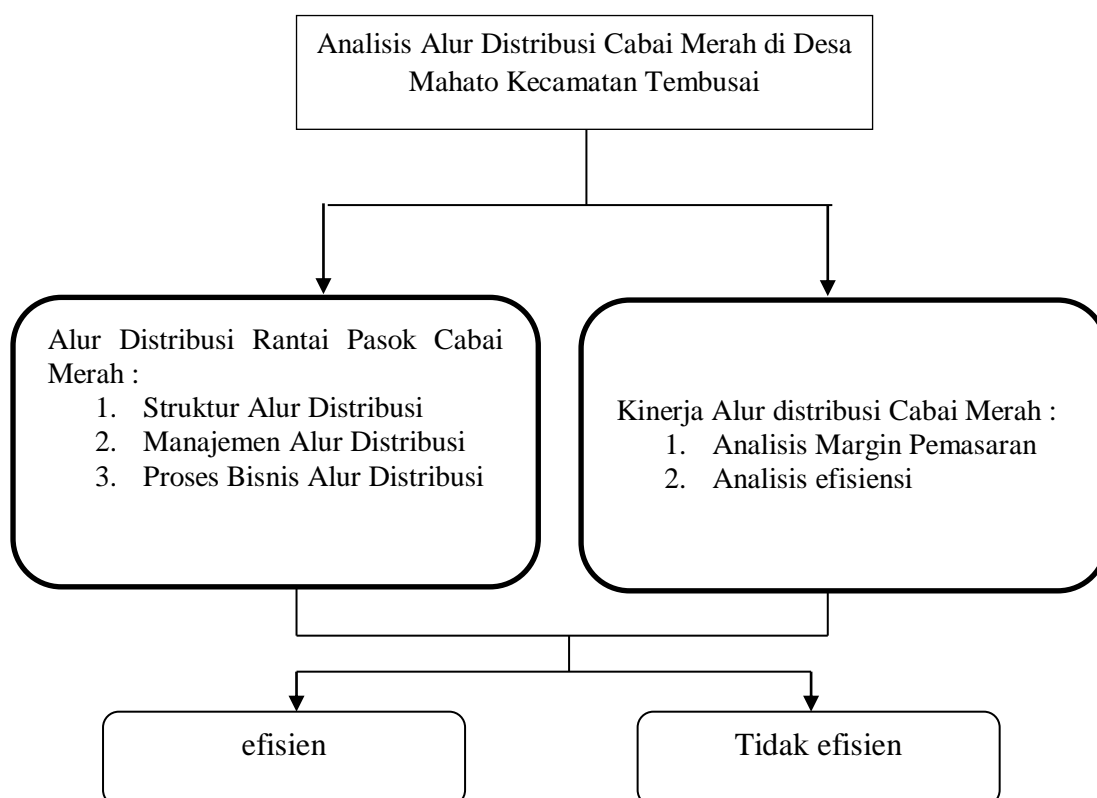 Analisis Alur Distribusi Cabai Merah di Desa
Mahato Kecamatan Tembusai
Alur Distribusi Rantai Pasok Cabai
Merah :
1. Struktur Alur Distribusi
2. Manajemen Alur Distribusi
3. Proses Bisnis Alur Distribusi
Kinerja Alur distribusi Cabai Merah :
1. Analisis Margin Pemasaran
2. Analisis efisiensi
efisien
Tidak efisien